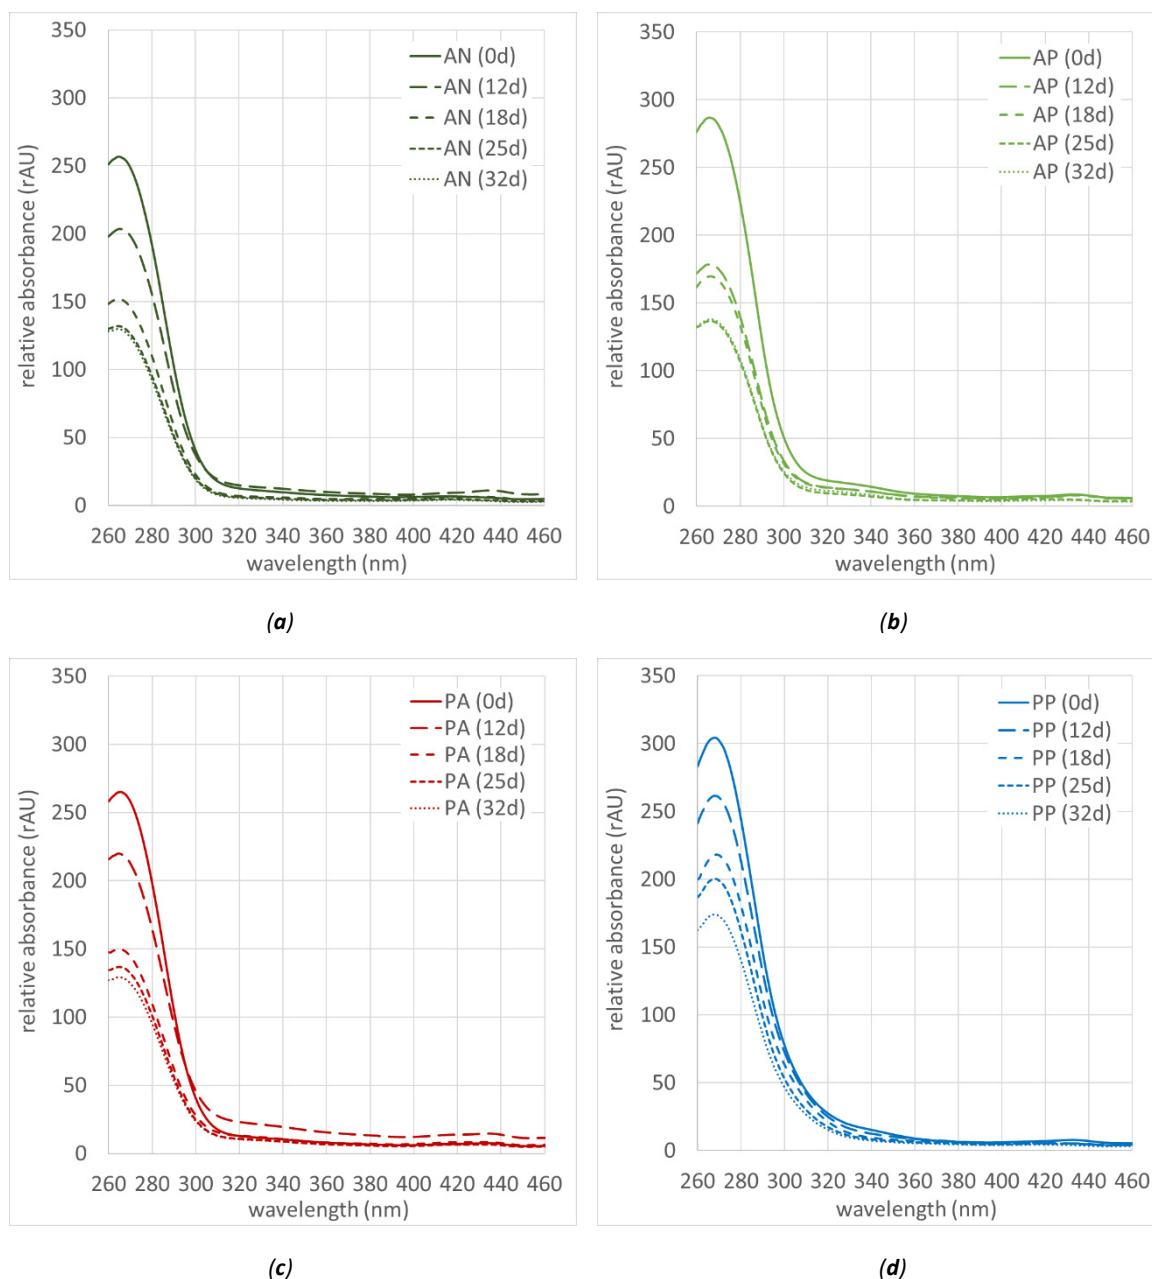 350
300
250
200
150
100
50
0
relative absorbance (rAU)
AN (0d)
AN (12d)
AN (18d)
AN (25d)
AN (32d)
260 280 300 320 340 360 380 400 420 440 460
wavelength (nm)
(a)
350
300
250
200
150
100
50
0
relative absorbance (rAU)
AP (0d)
AP (12d)
AP (18d)
AP (25d)
AP (32d)
260 280 300 320 340 360 380 400 420 440 460
wavelength (nm)
(b)
350
300
250
200
150
100
50
0
relative absorbance (rAU)
PA (0d)
PA (12d)
PA (18d)
PA (25d)
PA (32d)
260 280 300 320 340 360 380 400 420 440 460
wavelength (nm)
(c)
350
300
250
200
150
100
50
0
relative absorbance (rAU)
PP (0d)
PP (12d)
PP (18d)
PP (25d)
PP (32d)
260 280 300 320 340 360 380 400 420 440 460
wavelength (nm)
(d)